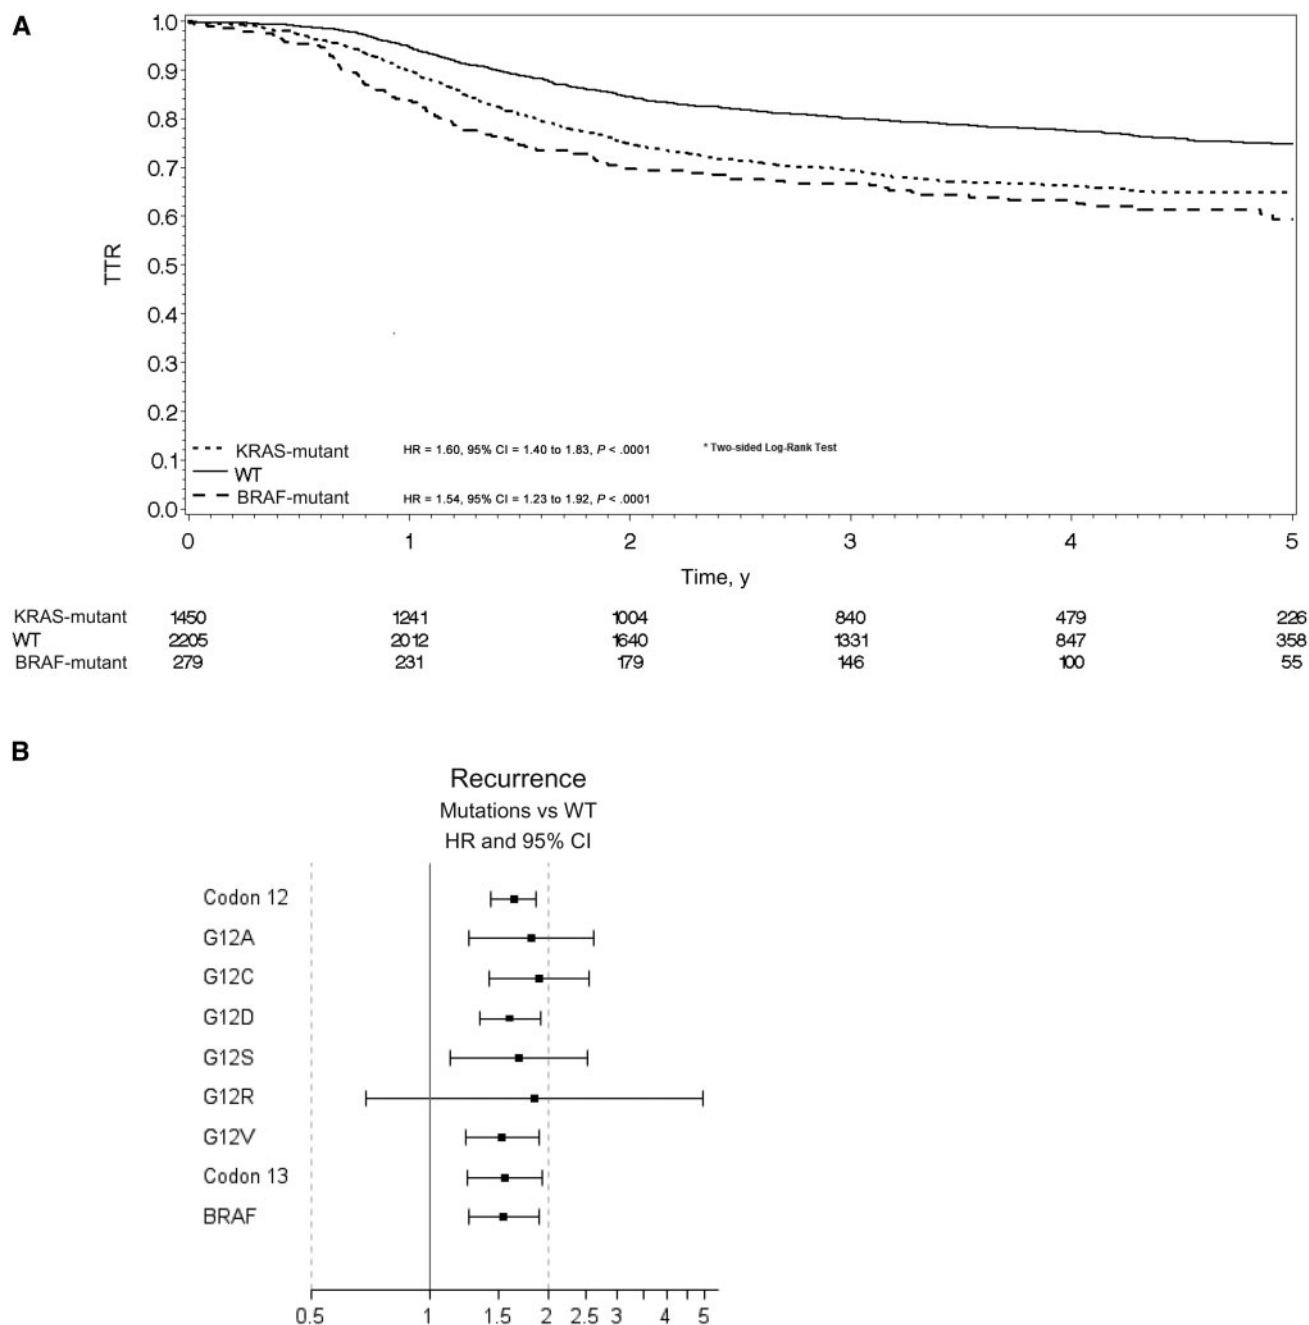 A
1.0
0.9
0.8
0.7
0.6
0.5
0.4
0.3
0.2
0.1
0.0
TTR
KRAS-mutant HR = 1.60, 95% CI = 1.40 to 1.83, P < .0001 * Two-sided Log-Rank Test
WT
BRAF-mutant HR = 1.54, 95% CI = 1.23 to 1.92, P < .0001
0 1 2 3 4 5
Time, y
KRAS-mutant 1450 1241 1004 840 479 226
WT 2205 2012 1640 1331 847 358
BRAF-mutant 279 231 179 146 100 55
B
Recurrence
Mutations vs WT
HR and 95% CI
Codon 12
G12A
G12C
G12D
G12S
G12R
G12V
Codon 13
BRAF
0.5 1 1.5 2 2.5 3 4 5